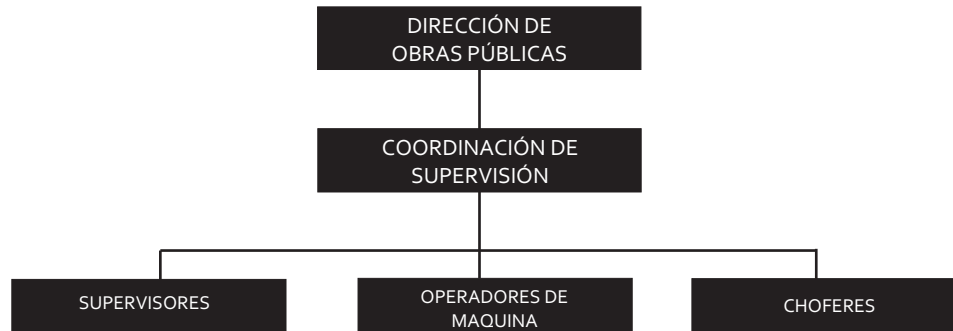 DIRECCIÓN DE
OBRAS PÚBLICAS
COORDINACIÓN DE
SUPERVISIÓN
SUPERVISORES
OPERADORES DE
MAQUINA
CHOFERES